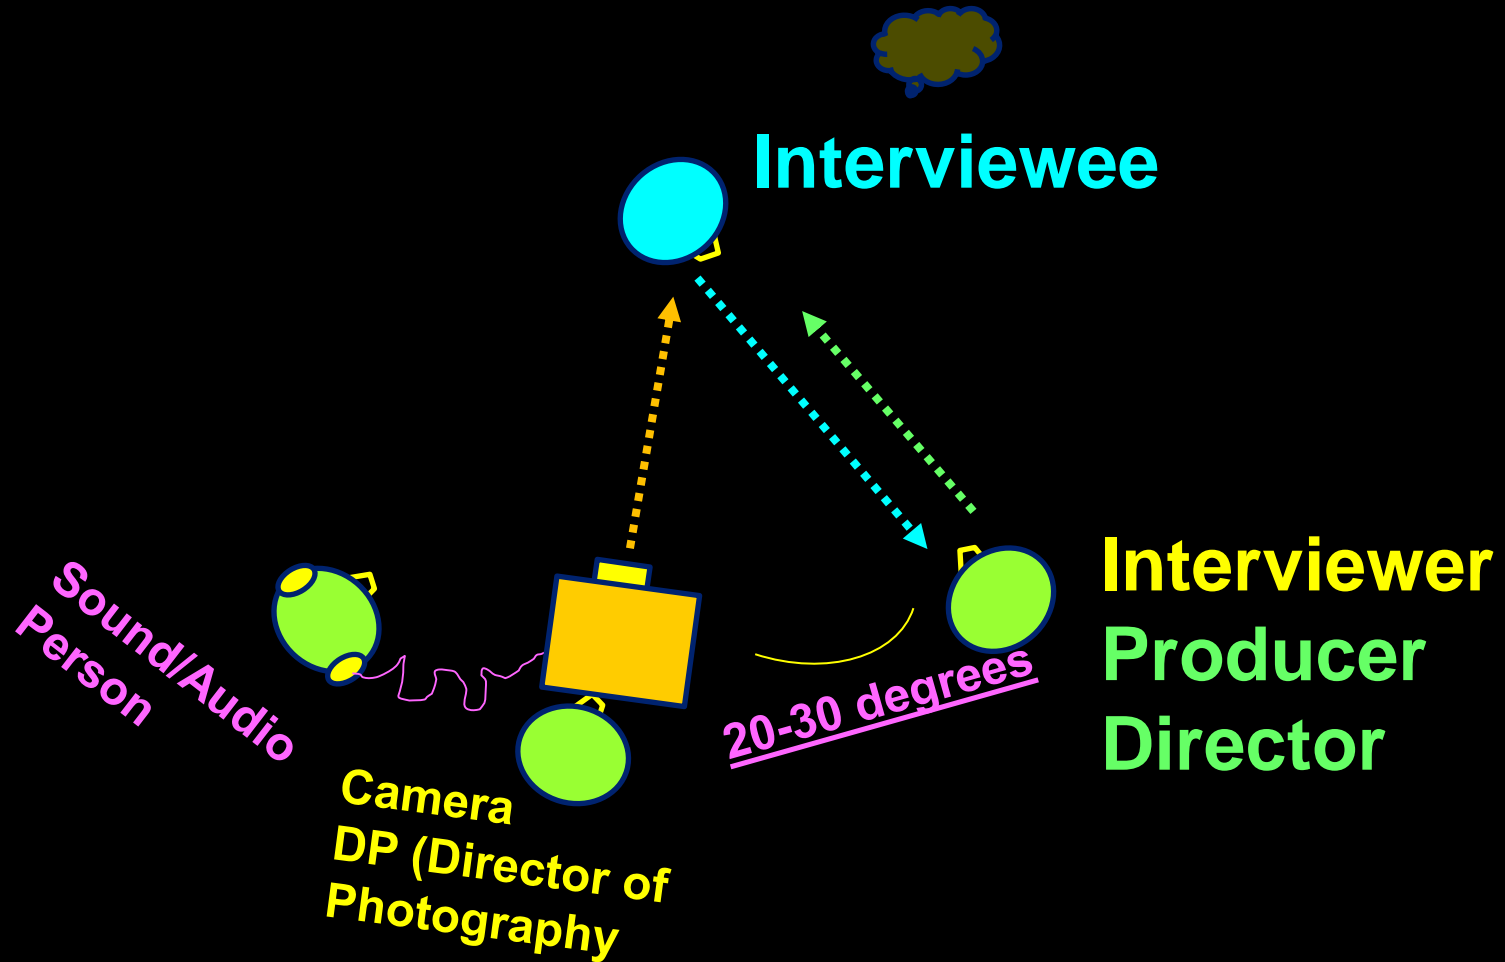 Interviewee
Interviewer
Producer
Director
Sound/Audio
Person
20-30 degrees
Camera
DP (Director of
Photography